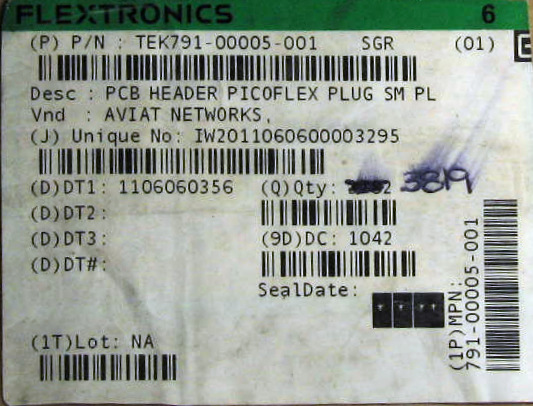 FLEXTRONICS 6
(P) P/N : TEK791-00005-001 SGR (01)
Desc : PCB HEADER PICOFLEX PLUG SM PL
Vnd : AVIAT NETWORKS,
(J) Unique No: IW2011060600003295
(D)DT1: 1106060356 (Q)Qty: 3819
(D)DT2:
(D)DT3: (9D)DC: 1042
(D)DT#:
SealDate:
(1T)Lot: NA
(1P)MPN:
791-00005-001